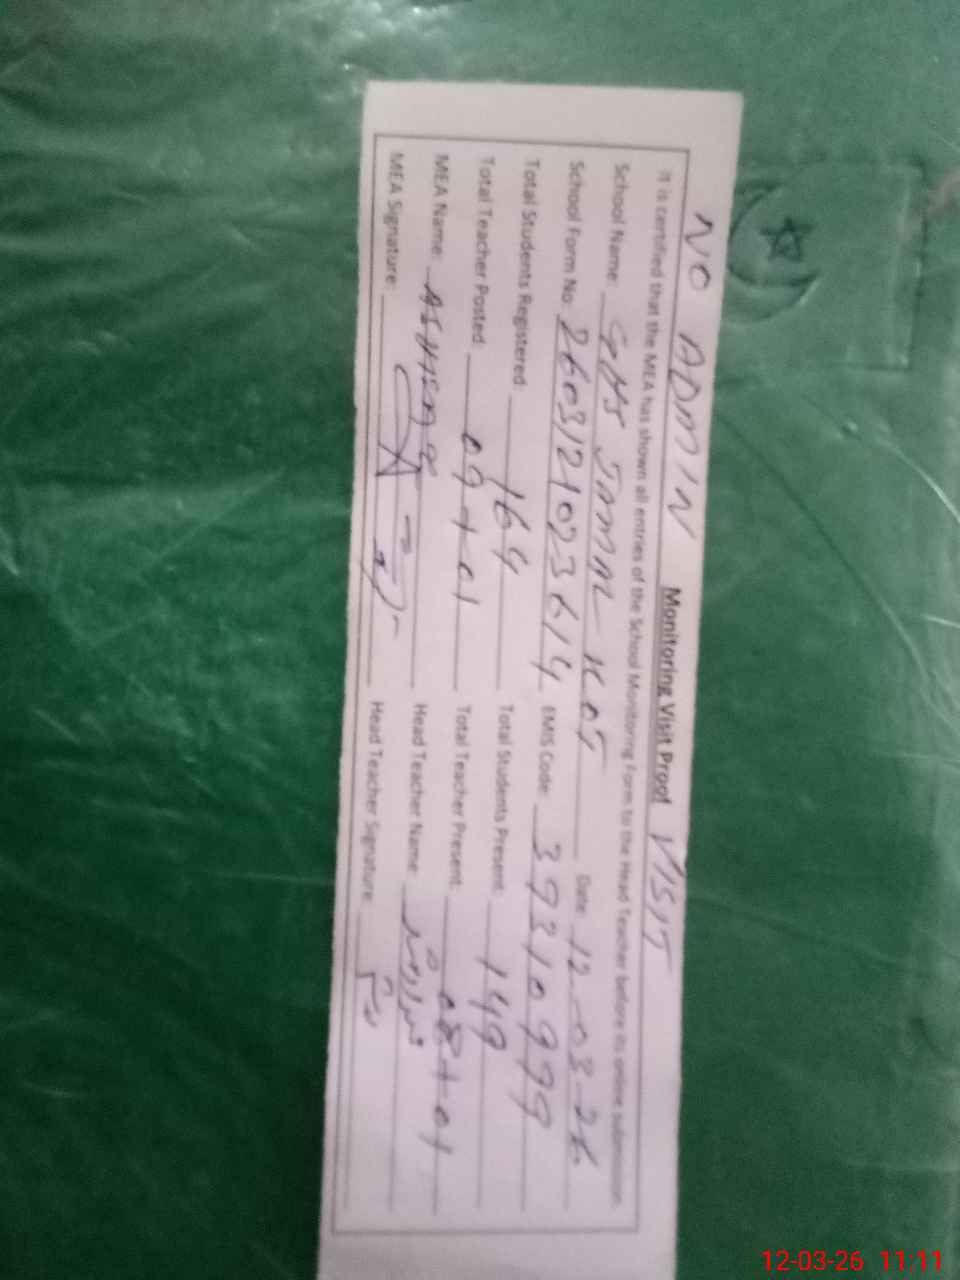 NO ADMIN VISIT
Monitoring Visit Proof
It is certified that the MEA has shown all entries of the School Monitoring Form to the Head Teacher before its online submission.
School Name: GHS Date: 12-03-26
School Form No: 2603121023614 EMIS Code: 39310999
Total Students Registered: 164 Total Students Present: 149
Total Teacher Posted: 09+01 Total Teacher Present: 08+01
MEA Name: Head Teacher Name:
MEA Signature: Head Teacher Signature:
12-03-26 11:11